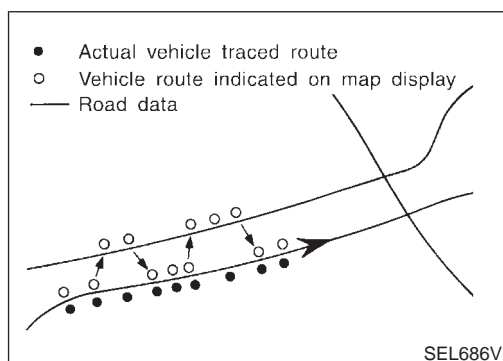 Actual vehicle traced route
Vehicle route indicated on map display
Road data
SEL686V